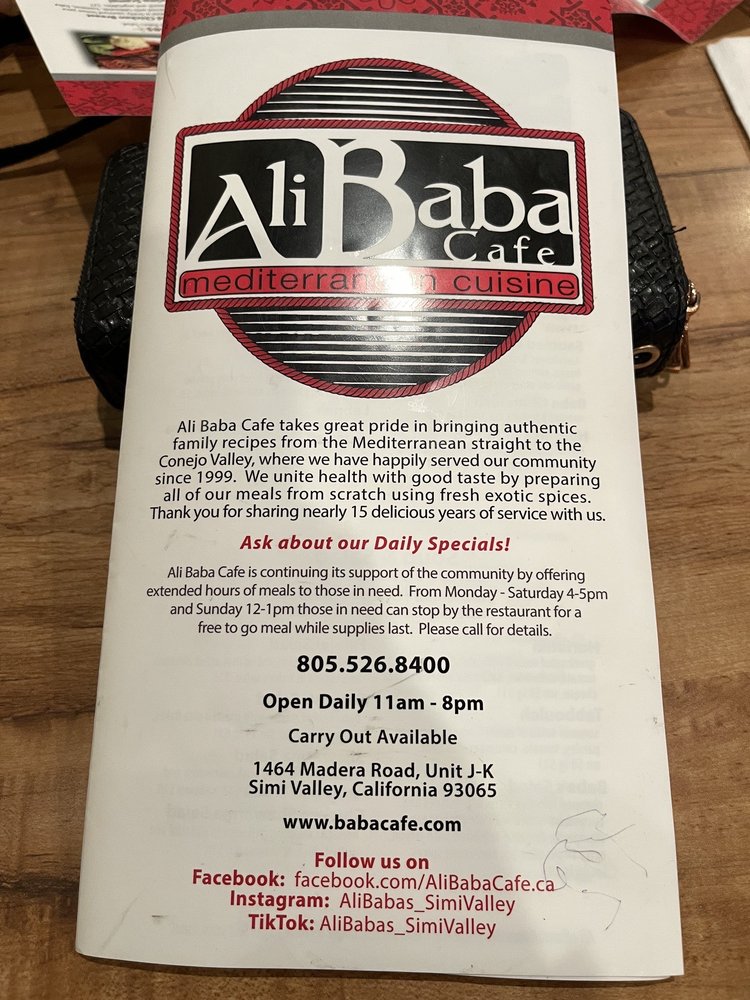 Ali Baba
Cafe
mediterranean cuisine
Ali Baba Cafe takes great pride in bringing authentic
family recipes from the Mediterranean straight to the
Conejo Valley, where we have happily served our community
since 1999. We unite health with good taste by preparing
all of our meals from scratch using fresh exotic spices.
Thank you for sharing nearly 15 delicious years of service with us.
Ask about our Daily Specials!
Ali Baba Cafe is continuing its support of the community by offering
extended hours of meals to those in need. From Monday - Saturday 4-5pm
and Sunday 12-1pm those in need can stop by the restaurant for a
free to go meal while supplies last. Please call for details.
805.526.8400
Open Daily 11am - 8pm
Carry Out Available
1464 Madera Road, Unit J-K
Simi Valley, California 93065
www.babacafe.com
Follow us on
Facebook: facebook.com/AliBabaCafe.ca
Instagram: AliBabas_SimiValley
TikTok: AliBabas_SimiValley